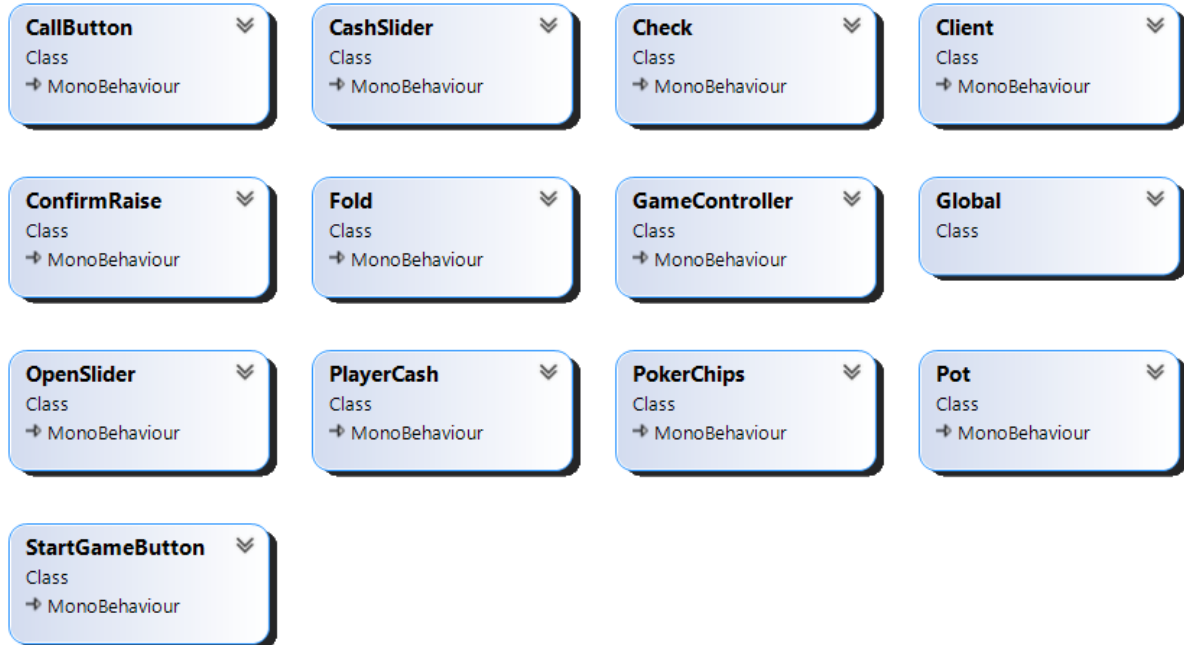 CallButton
Class
MonoBehaviour
CashSlider
Class
MonoBehaviour
Check
Class
MonoBehaviour
Client
Class
MonoBehaviour
ConfirmRaise
Class
MonoBehaviour
Fold
Class
MonoBehaviour
GameController
Class
MonoBehaviour
Global
Class
OpenSlider
Class
MonoBehaviour
PlayerCash
Class
MonoBehaviour
PokerChips
Class
MonoBehaviour
Pot
Class
MonoBehaviour
StartGameButton
Class
MonoBehaviour